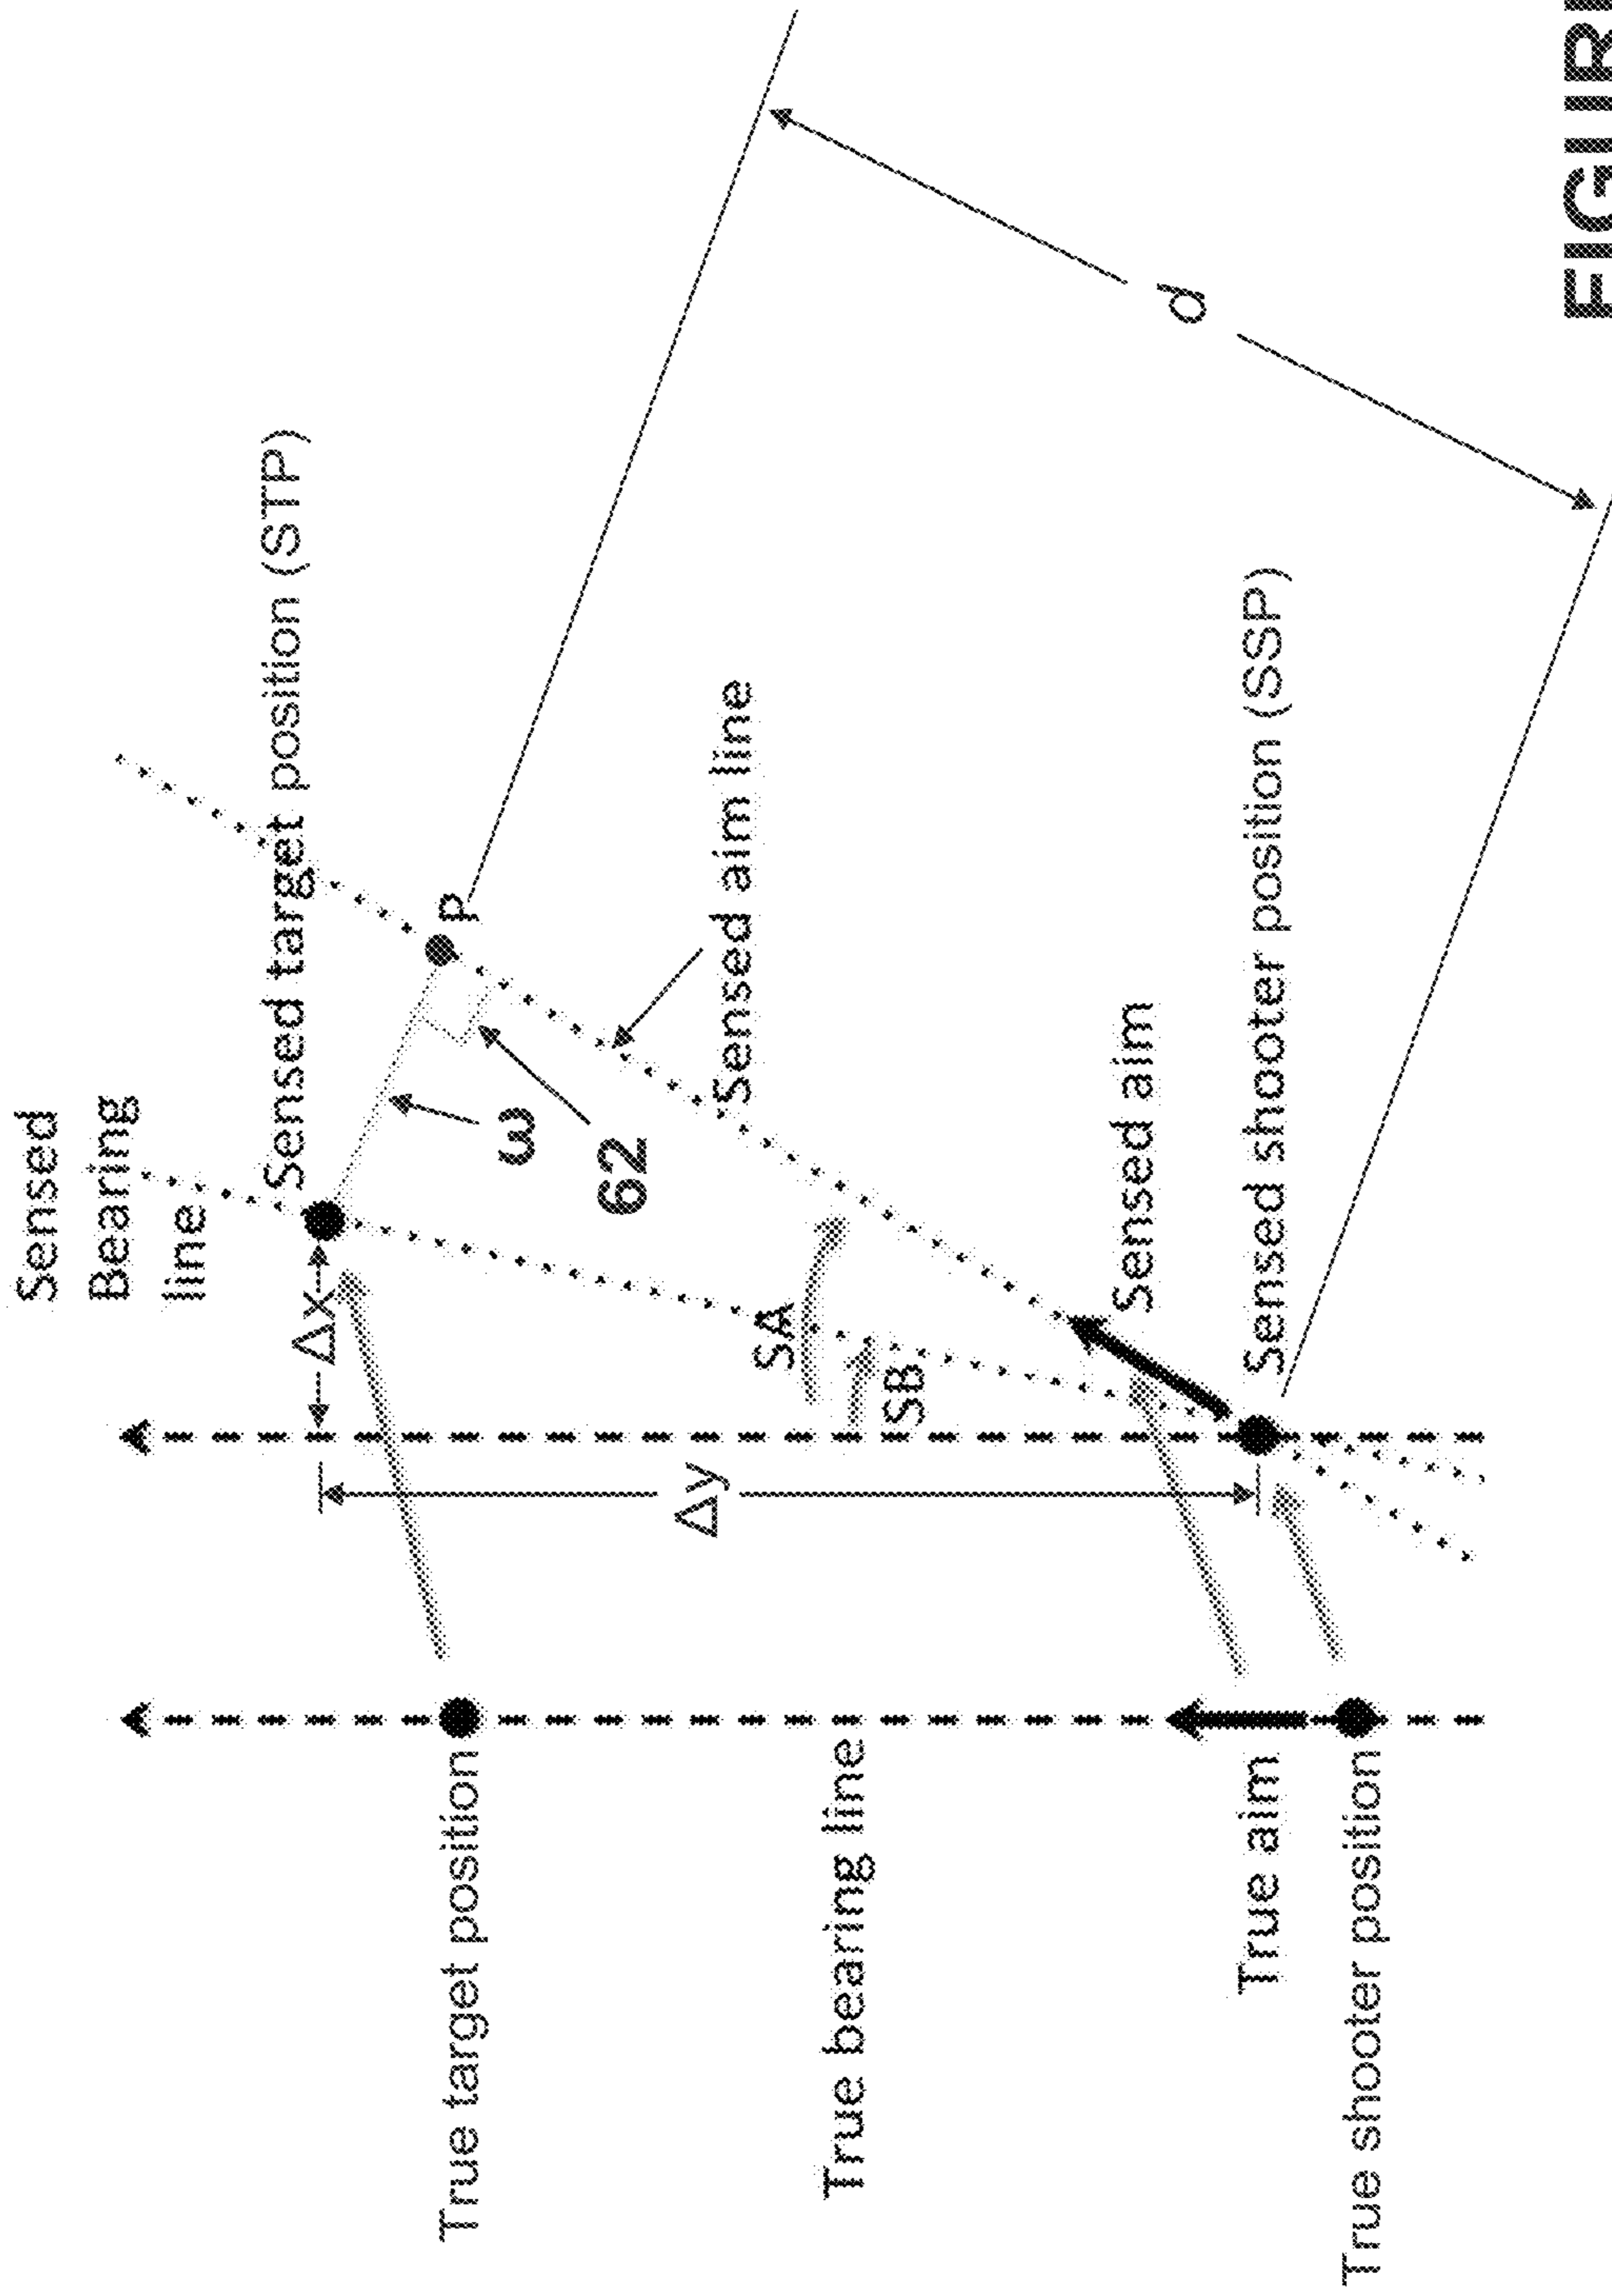 Sensed
Bearing
line
Sensed target position (STP)
Δx
True target position
P
ω
62
Sensed aim line
Δy
SA
SB
True bearing line
d
Sensed aim
True aim
Sensed shooter position (SSP)
True shooter position